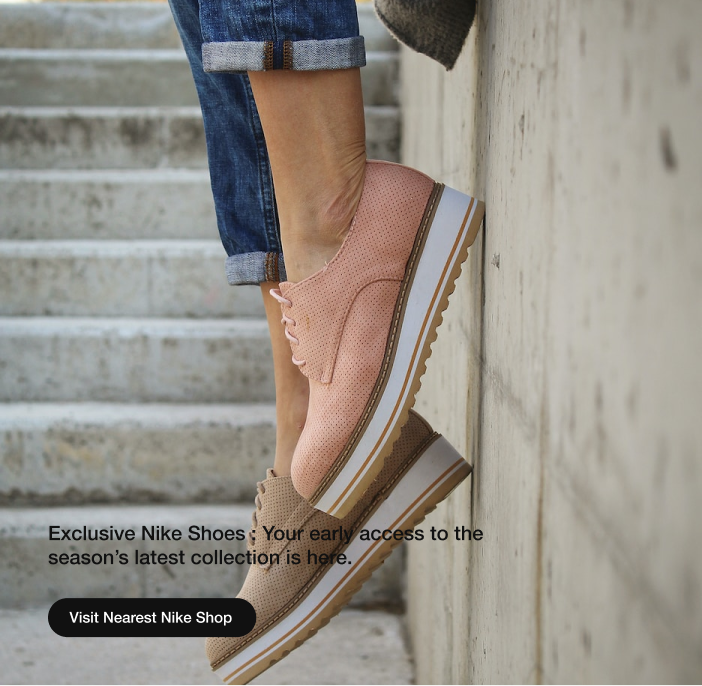 Exclusive Nike Shoes : Your early access to the
season’s latest collection is here.
Visit Nearest Nike Shop